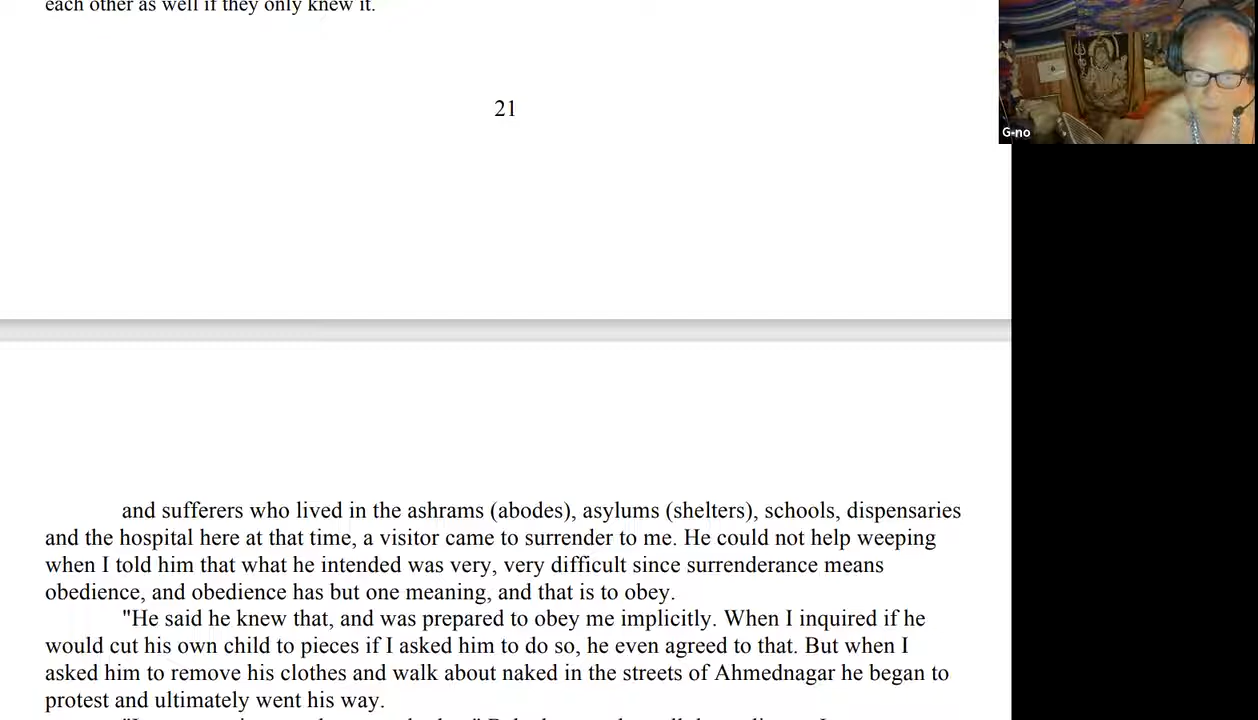 each other as well if they only knew it.
21
G-no
and sufferers who lived in the ashrams (abodes), asylums (shelters), schools, dispensaries
and the hospital here at that time, a visitor came to surrender to me. He could not help weeping
when I told him that what he intended was very, very difficult since surrenderance means
obedience, and obedience has but one meaning, and that is to obey.
"He said he knew that, and was prepared to obey me implicitly. When I inquired if he
would cut his own child to pieces if I asked him to do so, he even agreed to that. But when I
asked him to remove his clothes and walk about naked in the streets of Ahmednagar he began to
protest and ultimately went his way.